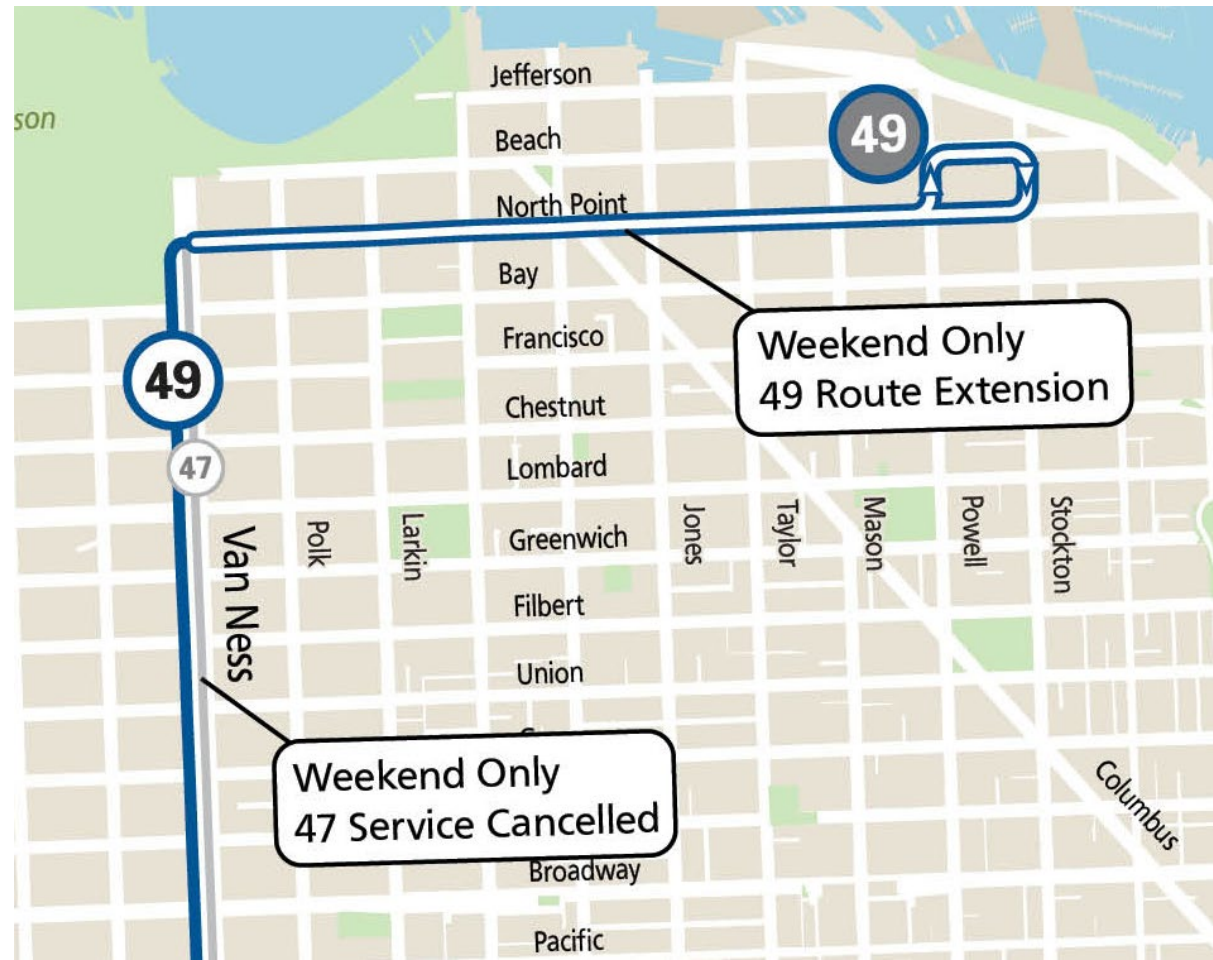 Jefferson
son
Beach
49
North Point
Bay
Francisco
Weekend Only
49 Route Extension
49
Chestnut
47
Lombard
Van Ness
Polk
Larkin
Greenwich
Jones
Taylor
Mason
Powell
Stockton
Filbert
Union
Weekend Only
47 Service Cancelled
Columbus
Broadway
Pacific